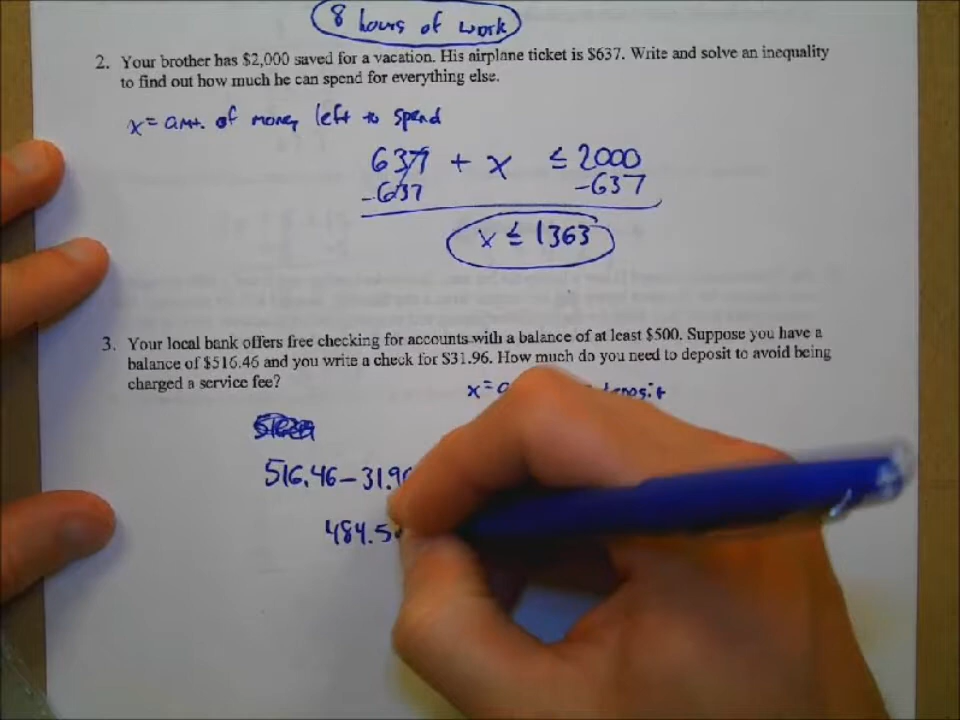 8 hours of work
2. Your brother has $2,000 saved for a vacation. His airplane ticket is $637. Write and solve an inequality
to find out how much he can spend for everything else.
x = amt. of money left to spend
637 + x ≤ 2000
-637 -637
x ≤ 1363
3. Your local bank offers free checking for accounts with a balance of at least $500. Suppose you have a
balance of $516.46 and you write a check for $31.96. How much do you need to deposit to avoid being
charged a service fee?
x =
516.46 - 31.96
484.5